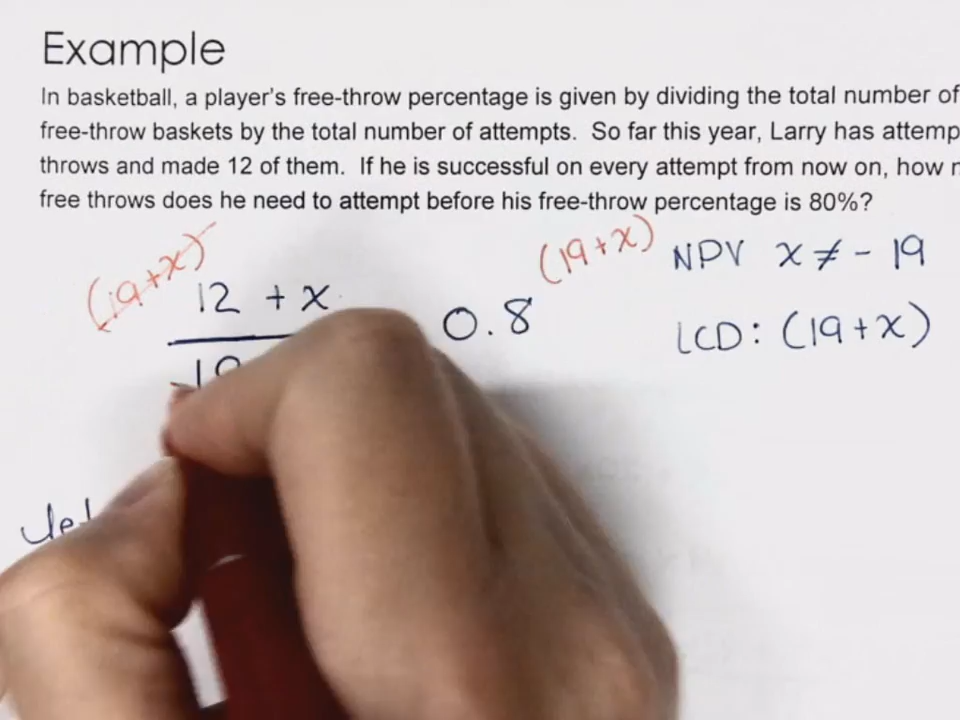 Example
In basketball, a player's free-throw percentage is given by dividing the total number of
free-throw baskets by the total number of attempts. So far this year, Larry has attemp
throws and made 12 of them. If he is successful on every attempt from now on, how
free throws does he need to attempt before his free-throw percentage is 80%?
(19+x) 12 + x 0.8 (19+x) NPV x ≠ - 19
19 LCD: (19+x)
let